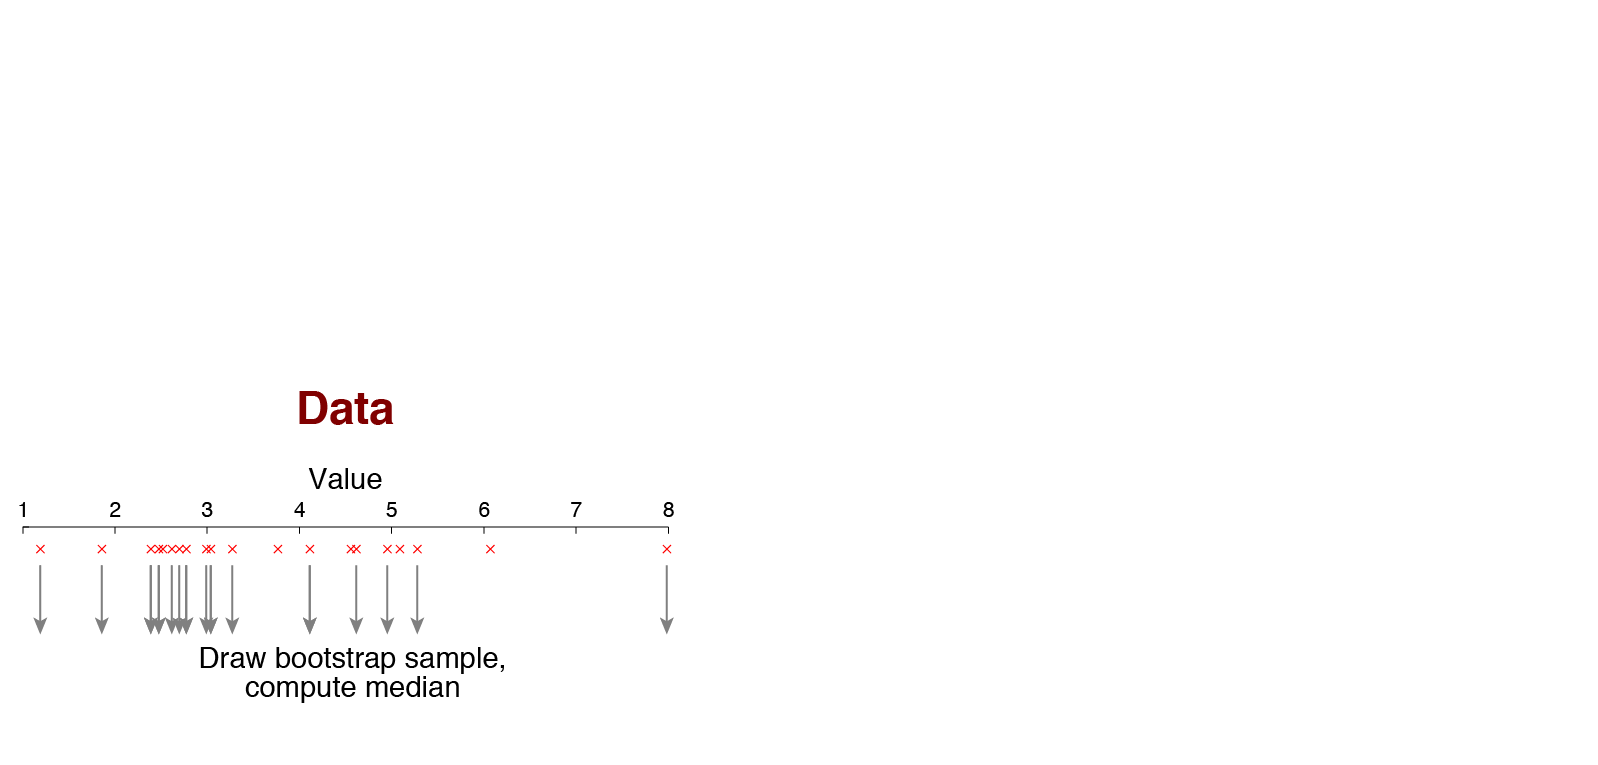 Data
Value
1 2 3 4 5 6 7 8
Draw bootstrap sample,
compute median